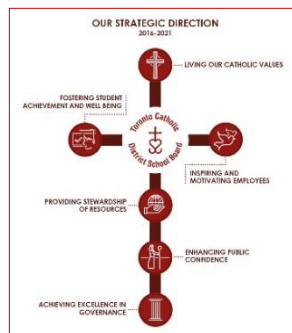 OUR STRATEGIC DIRECTION
2016-2021
LIVING OUR CATHOLIC VALUES
FOSTERING STUDENT
ACHIEVEMENT AND WELL BEING
Toronto Catholic
District School Board
INSPIRING AND
MOTIVATING EMPLOYEES
PROVIDING STEWARDSHIP
OF RESOURCES
ENHANCING PUBLIC
CONFIDENCE
ACHIEVING EXCELLENCE IN
GOVERNANCE